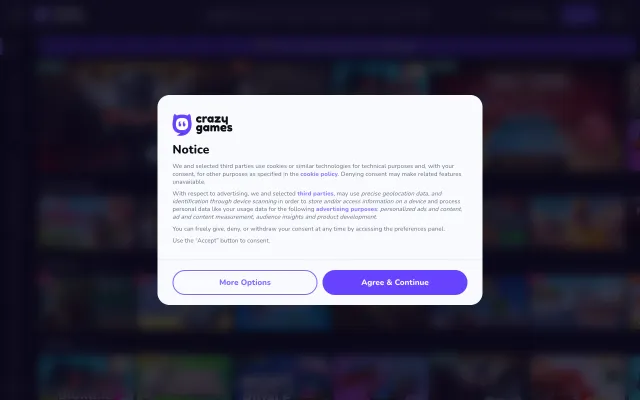 crazy
games
Notice
We and selected third parties use cookies or similar technologies for technical purposes and, with your
consent, for other purposes as specified in the cookie policy. Denying consent may make related features
unavailable.
With respect to advertising, we and selected third parties, may use precise geolocation data, and
identification through device scanning in order to store and/or access information on a device and process
personal data like your usage data for the following advertising purposes: personalized ads and content,
ad and content measurement, audience insights and product development.
You can freely give, deny, or withdraw your consent at any time by accessing the preferences panel.
Use the "Accept" button to consent.
More Options
Agree & Continue